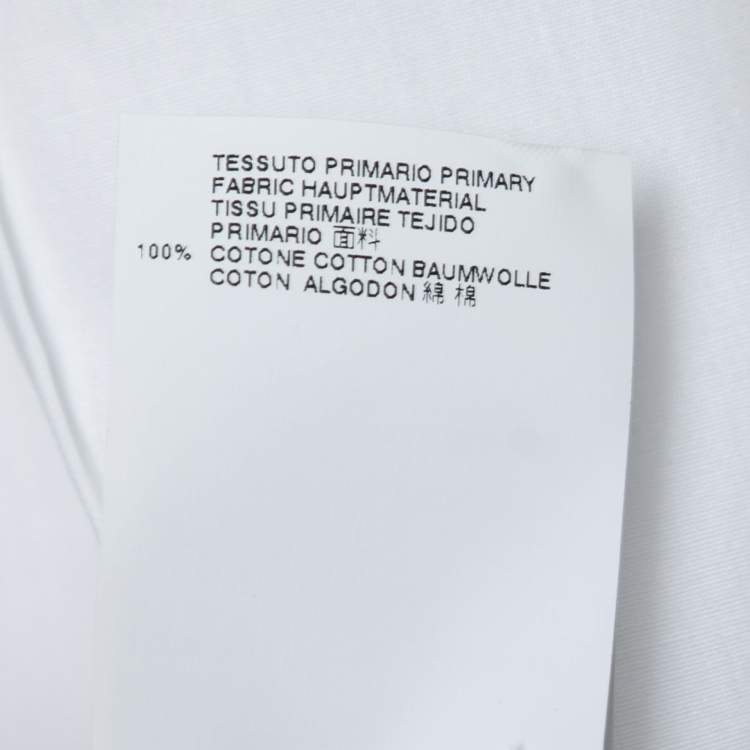 TESSUTO PRIMARIO PRIMARY
FABRIC HAUPTMATERIAL
TISSU PRIMAIRE TEJIDO
PRIMARIO 面料
100% COTONE COTTON BAUMWOLLE
COTON ALGODON 綿 棉